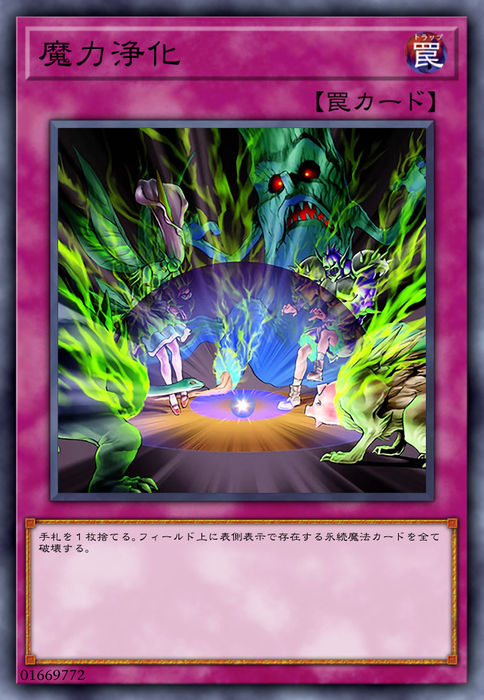 魔力浄化
トラップ
罠
【罠カード】
手札を１枚捨てる。フィールド上に表側表示で存在する永続魔法カードを全て
破壊する。
01669772